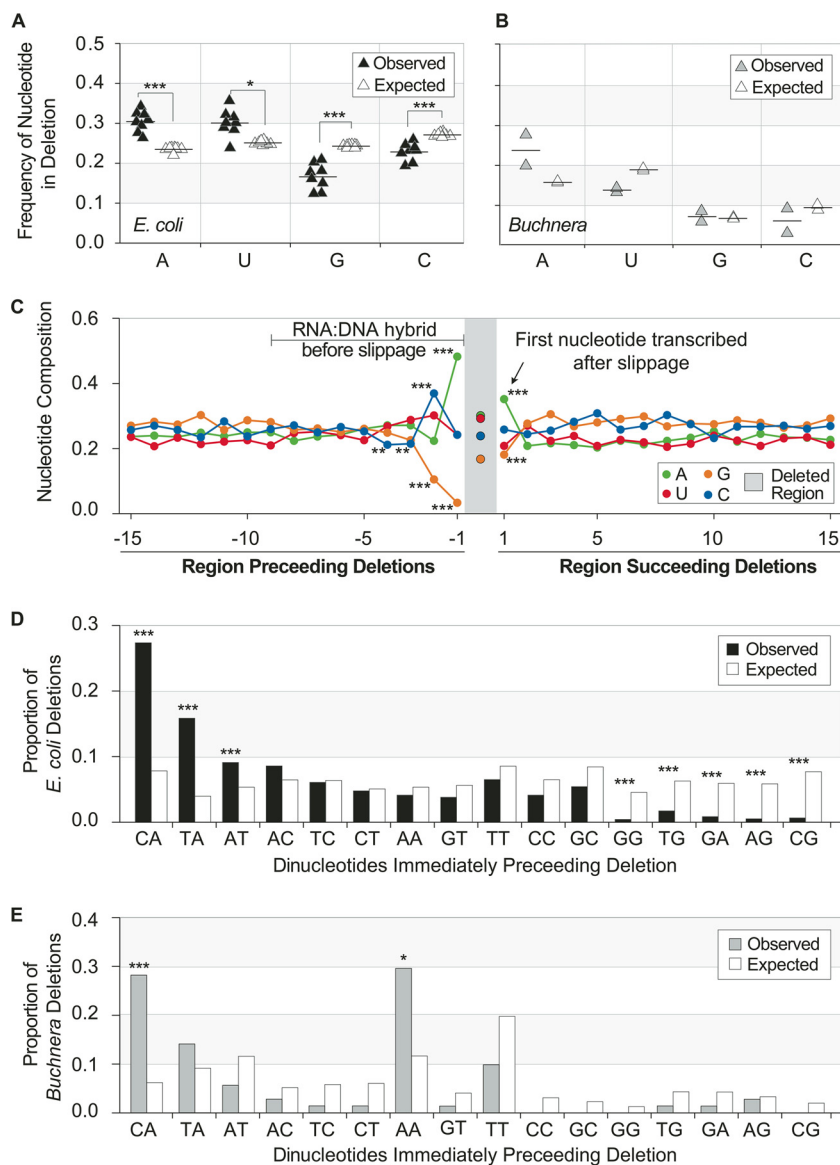 A
Frequency of Nucleotide
in Deletion
0.5
0.4
0.3
0.2
0.1
0.0
Observed
Expected
***
*
***
***
E. coli
A U G C
B
Observed
Expected
Buchnera
A U G C
C
Nucleotide Composition
0.6
0.4
0.2
0.0
RNA:DNA hybrid
before slippage
***
***
**
**
***
***
First nucleotide transcribed
after slippage
***
***
A G Deleted
U C Region
-15 -10 -5 -1 1 5 10 15
Region Preceeding Deletions
Region Succeeding Deletions
D
Proportion of
E. coli Deletions
0.3
0.2
0.1
0.0
Observed
Expected
***
***
***
***
***
***
***
***
CA TA AT AC TC CT AA GT TT CC GC GG TG GA AG CG
Dinucleotides Immediately Preceeding Deletion
E
Proportion of
Buchnera Deletions
0.4
0.3
0.2
0.1
0.0
Observed
Expected
***
*
CA TA AT AC TC CT AA GT TT CC GC GG TG GA AG CG
Dinucleotides Immediately Preceeding Deletion